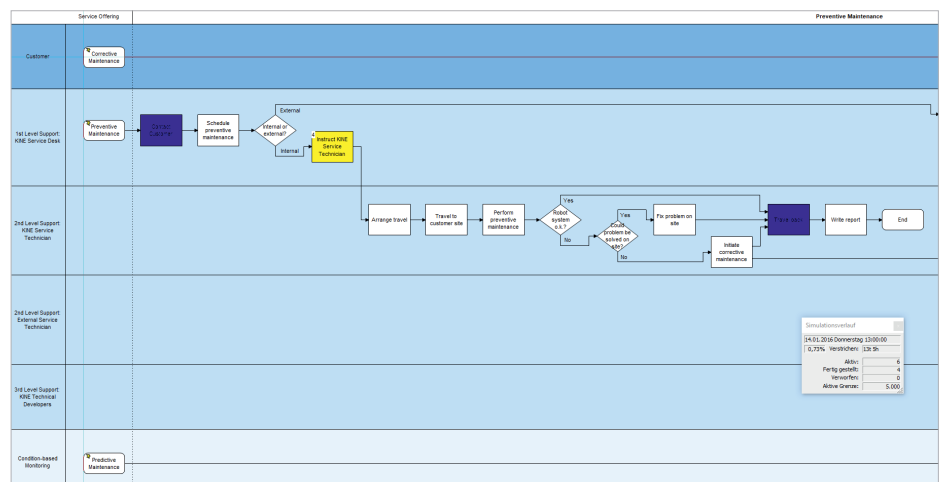 Service Offering
Preventive Maintenance
Customer
Corrective
Maintenance
1st Level Support:
KINE Service Desk
Preventive
Maintenance
Contact
Customer
Schedule
preventive
maintenance
Internal or
external?
External
Internal
4
Instruct KINE
Service
Technician
2nd Level Support
KINE Service
Technician
Arrange travel
Travel to
customer site
Perform
preventive
maintenance
Robot
system
o.k.?
Yes
No
Could
problem be
solved on
site?
Yes
No
Fix problem on
site
Initiate
corrective
maintenance
Travel back
Write report
End
2nd Level Support
External Service
Technician
3rd Level Support:
KINE Technical
Developers
Condition-based
Monitoring
Predictive
Maintenance
Simulationsverlauf
14.01.2016 Donnerstag 13:00:00
0,73% Verstrichen: 13t 5h
Aktiv: 6
Fertig gestellt: 4
Verworfen: 0
Aktive Grenze: 5.000